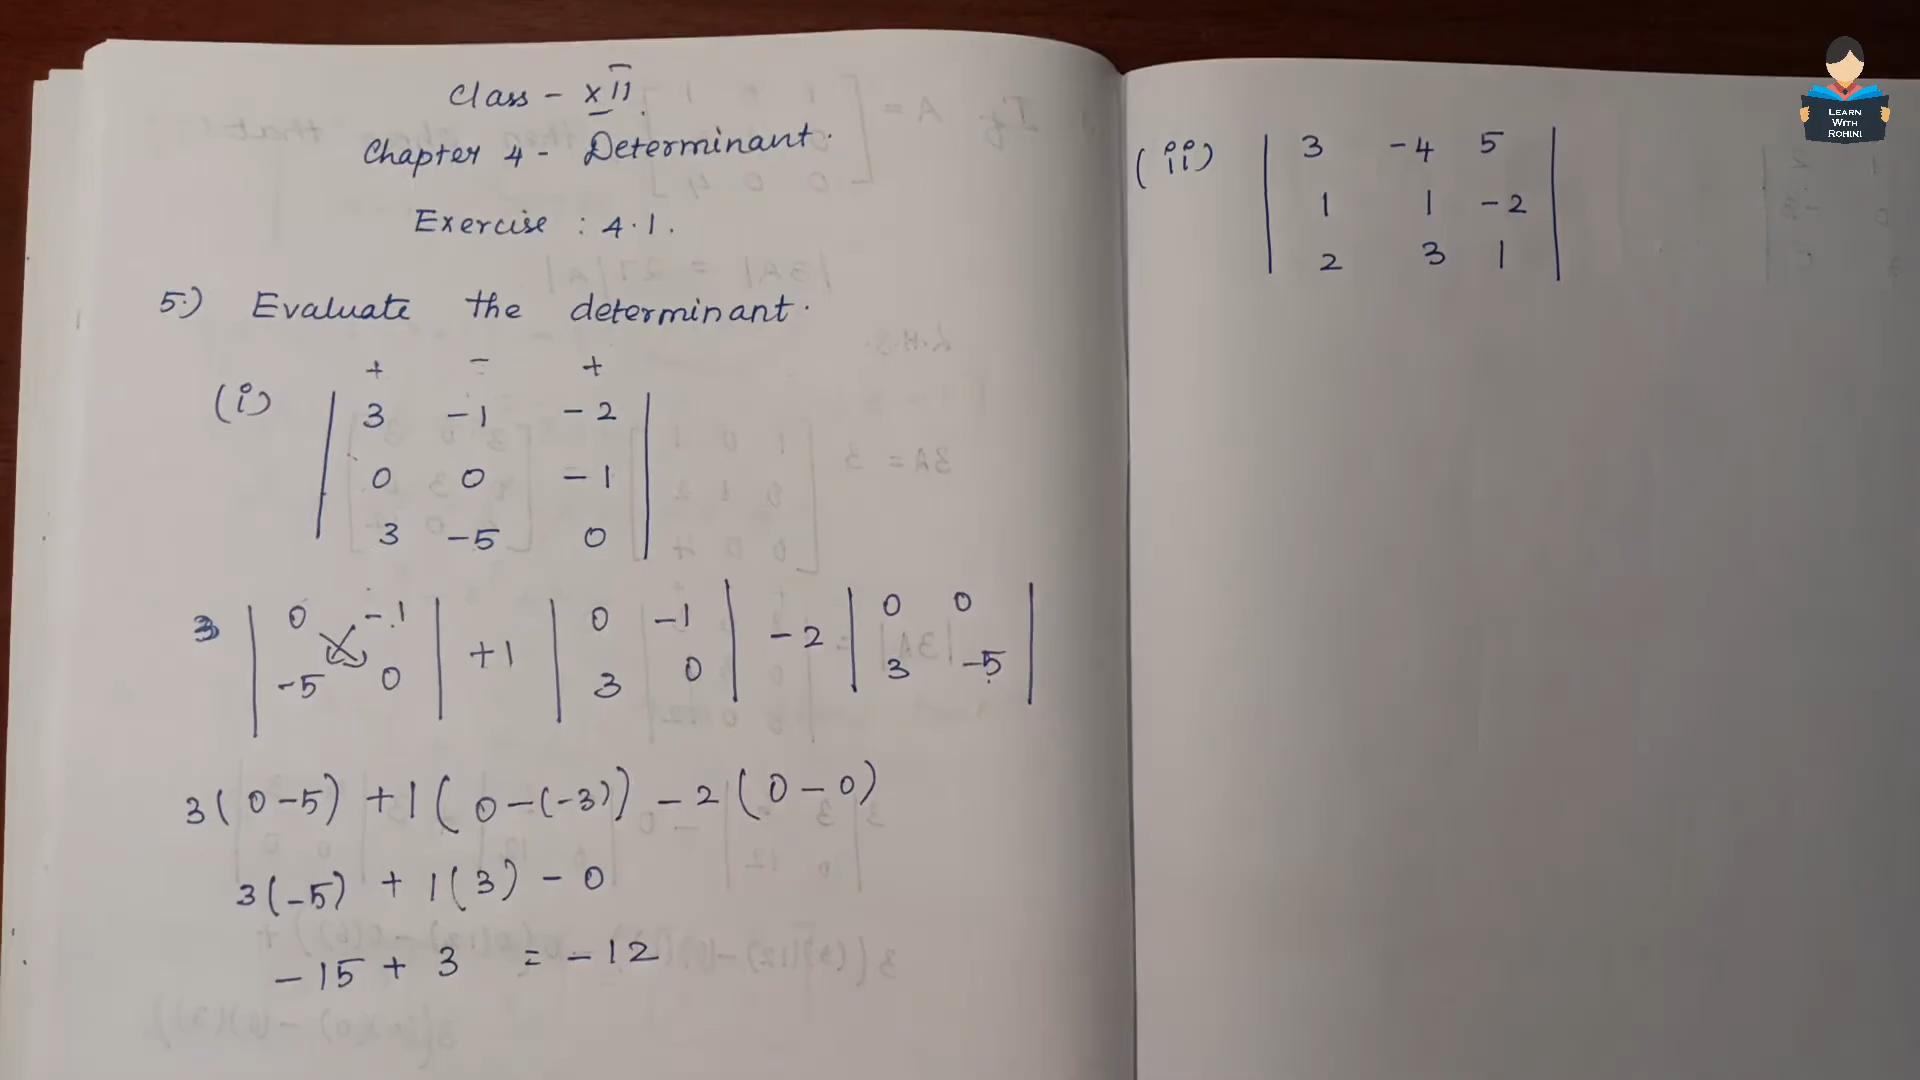 Class - XII
Chapter 4 - Determinant.
Exercise : 4.1.
5.) Evaluate the determinant.
+ - +
(i) | 3 -1 -2 |
| 0 0 -1 |
| 3 -5 0 |
3 | 0 -1 | +1 | 0 -1 | -2 | 0 0 |
| -5 0 | | 3 0 | | 3 -5 |
3(0-5) +1(0-(-3)) -2(0-0)
3(-5) + 1(3) - 0
-15 + 3 = -12
(ii) | 3 -4 5 |
| 1 1 -2 |
| 2 3 1 |
LEARN
WITH
ROHINI